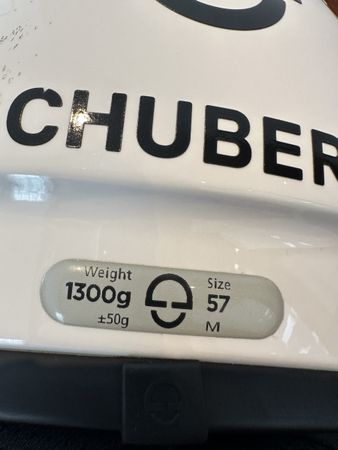 CHUBER
Weight
1300g
±50g
Size
57
M